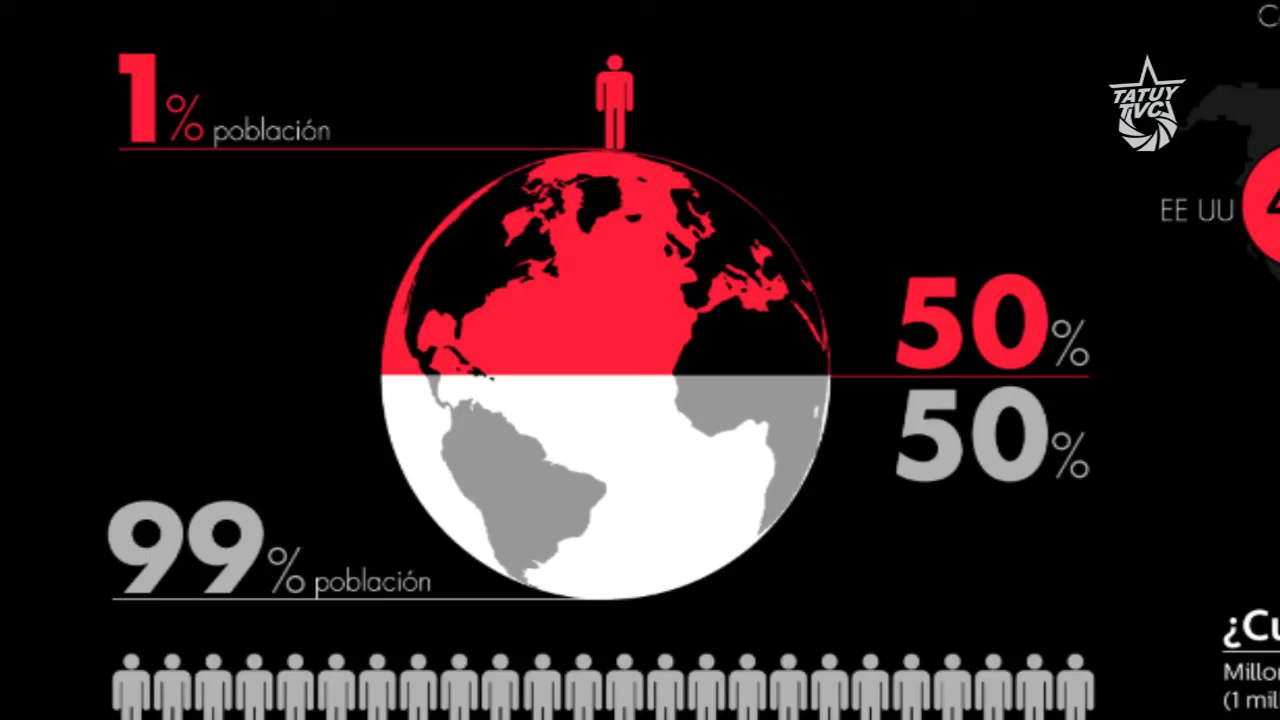 1% población
TATUY
TVC
EE UU
50%
50%
99% población
¿Cu
Millo
(1 mil